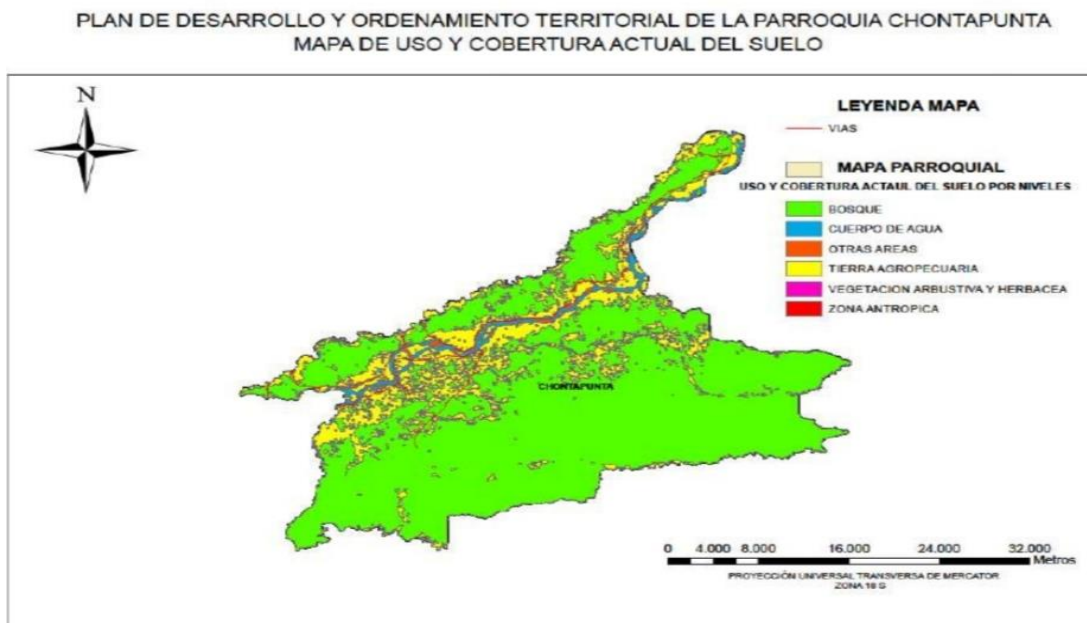 PLAN DE DESARROLLO Y ORDENAMIENTO TERRITORIAL DE LA PARROQUIA CHONTAPUNTA
MAPA DE USO Y COBERTURA ACTUAL DEL SUELO
N
LEYENDA MAPA
VIAS
MAPA PARROQUIAL
USO Y COBERTURA ACTAUL DEL SUELO POR NIVELES
BOSQUE
CUERPO DE AGUA
OTRAS AREAS
TIERRA AGROPECUARIA
VEGETACION ARBUSTIVA Y HERBACEA
ZONA ANTROPICA
CHONTAPUNTA
0 4.000 8.000 16.000 24.000 32.000
Metros
PROYECCIÓN UNIVERSAL TRANSVERSA DE MERCATOR
ZONA 18 S